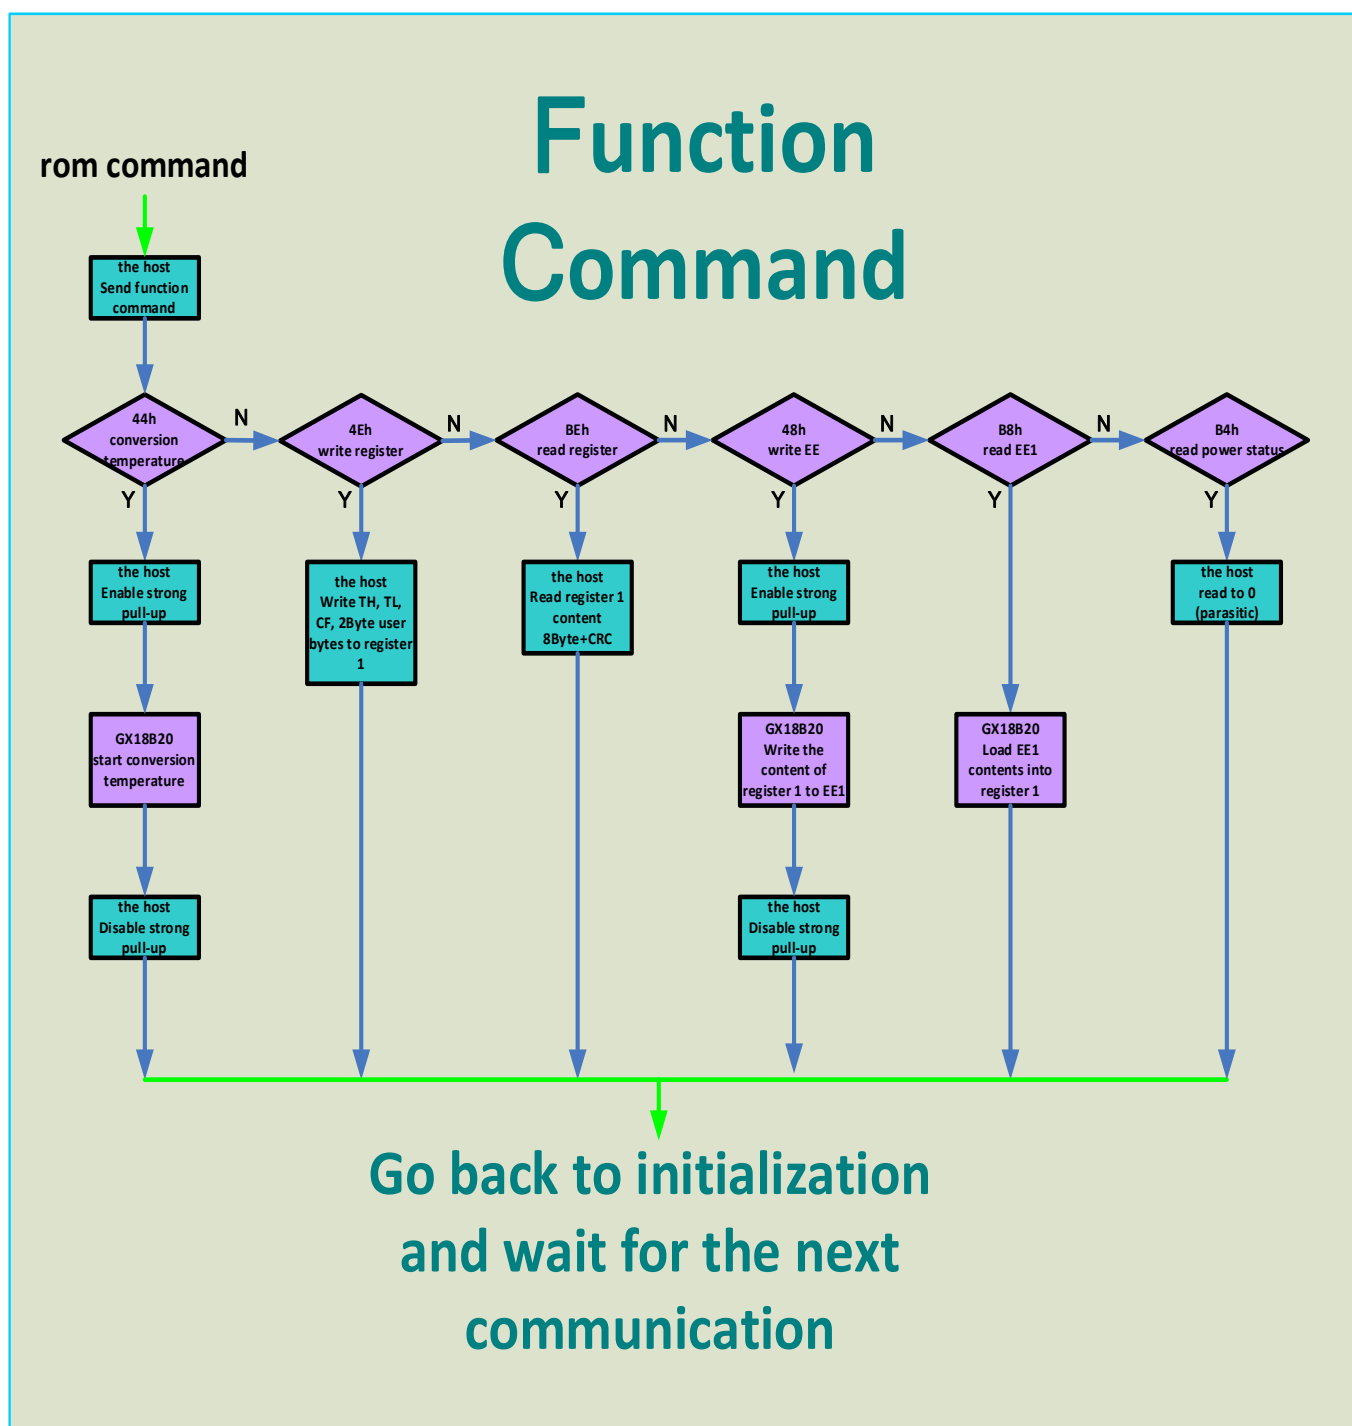 Function
Command
rom command
the host
Send function
command
44h
conversion
temperature
N
4Eh
write register
N
BEh
read register
N
48h
write EE
N
B8h
read EE1
N
B4h
read power status
Y
Y
Y
Y
Y
Y
the host
Enable strong
pull-up
the host
Write TH, TL,
CF, 2Byte user
bytes to register
1
the host
Read register 1
content
8Byte+CRC
the host
Enable strong
pull-up
the host
read to 0
(parasitic)
GX18B20
start conversion
temperature
GX18B20
Write the
content of
register 1 to EE1
GX18B20
Load EE1
contents into
register 1
the host
Disable strong
pull-up
the host
Disable strong
pull-up
Go back to initialization
and wait for the next
communication